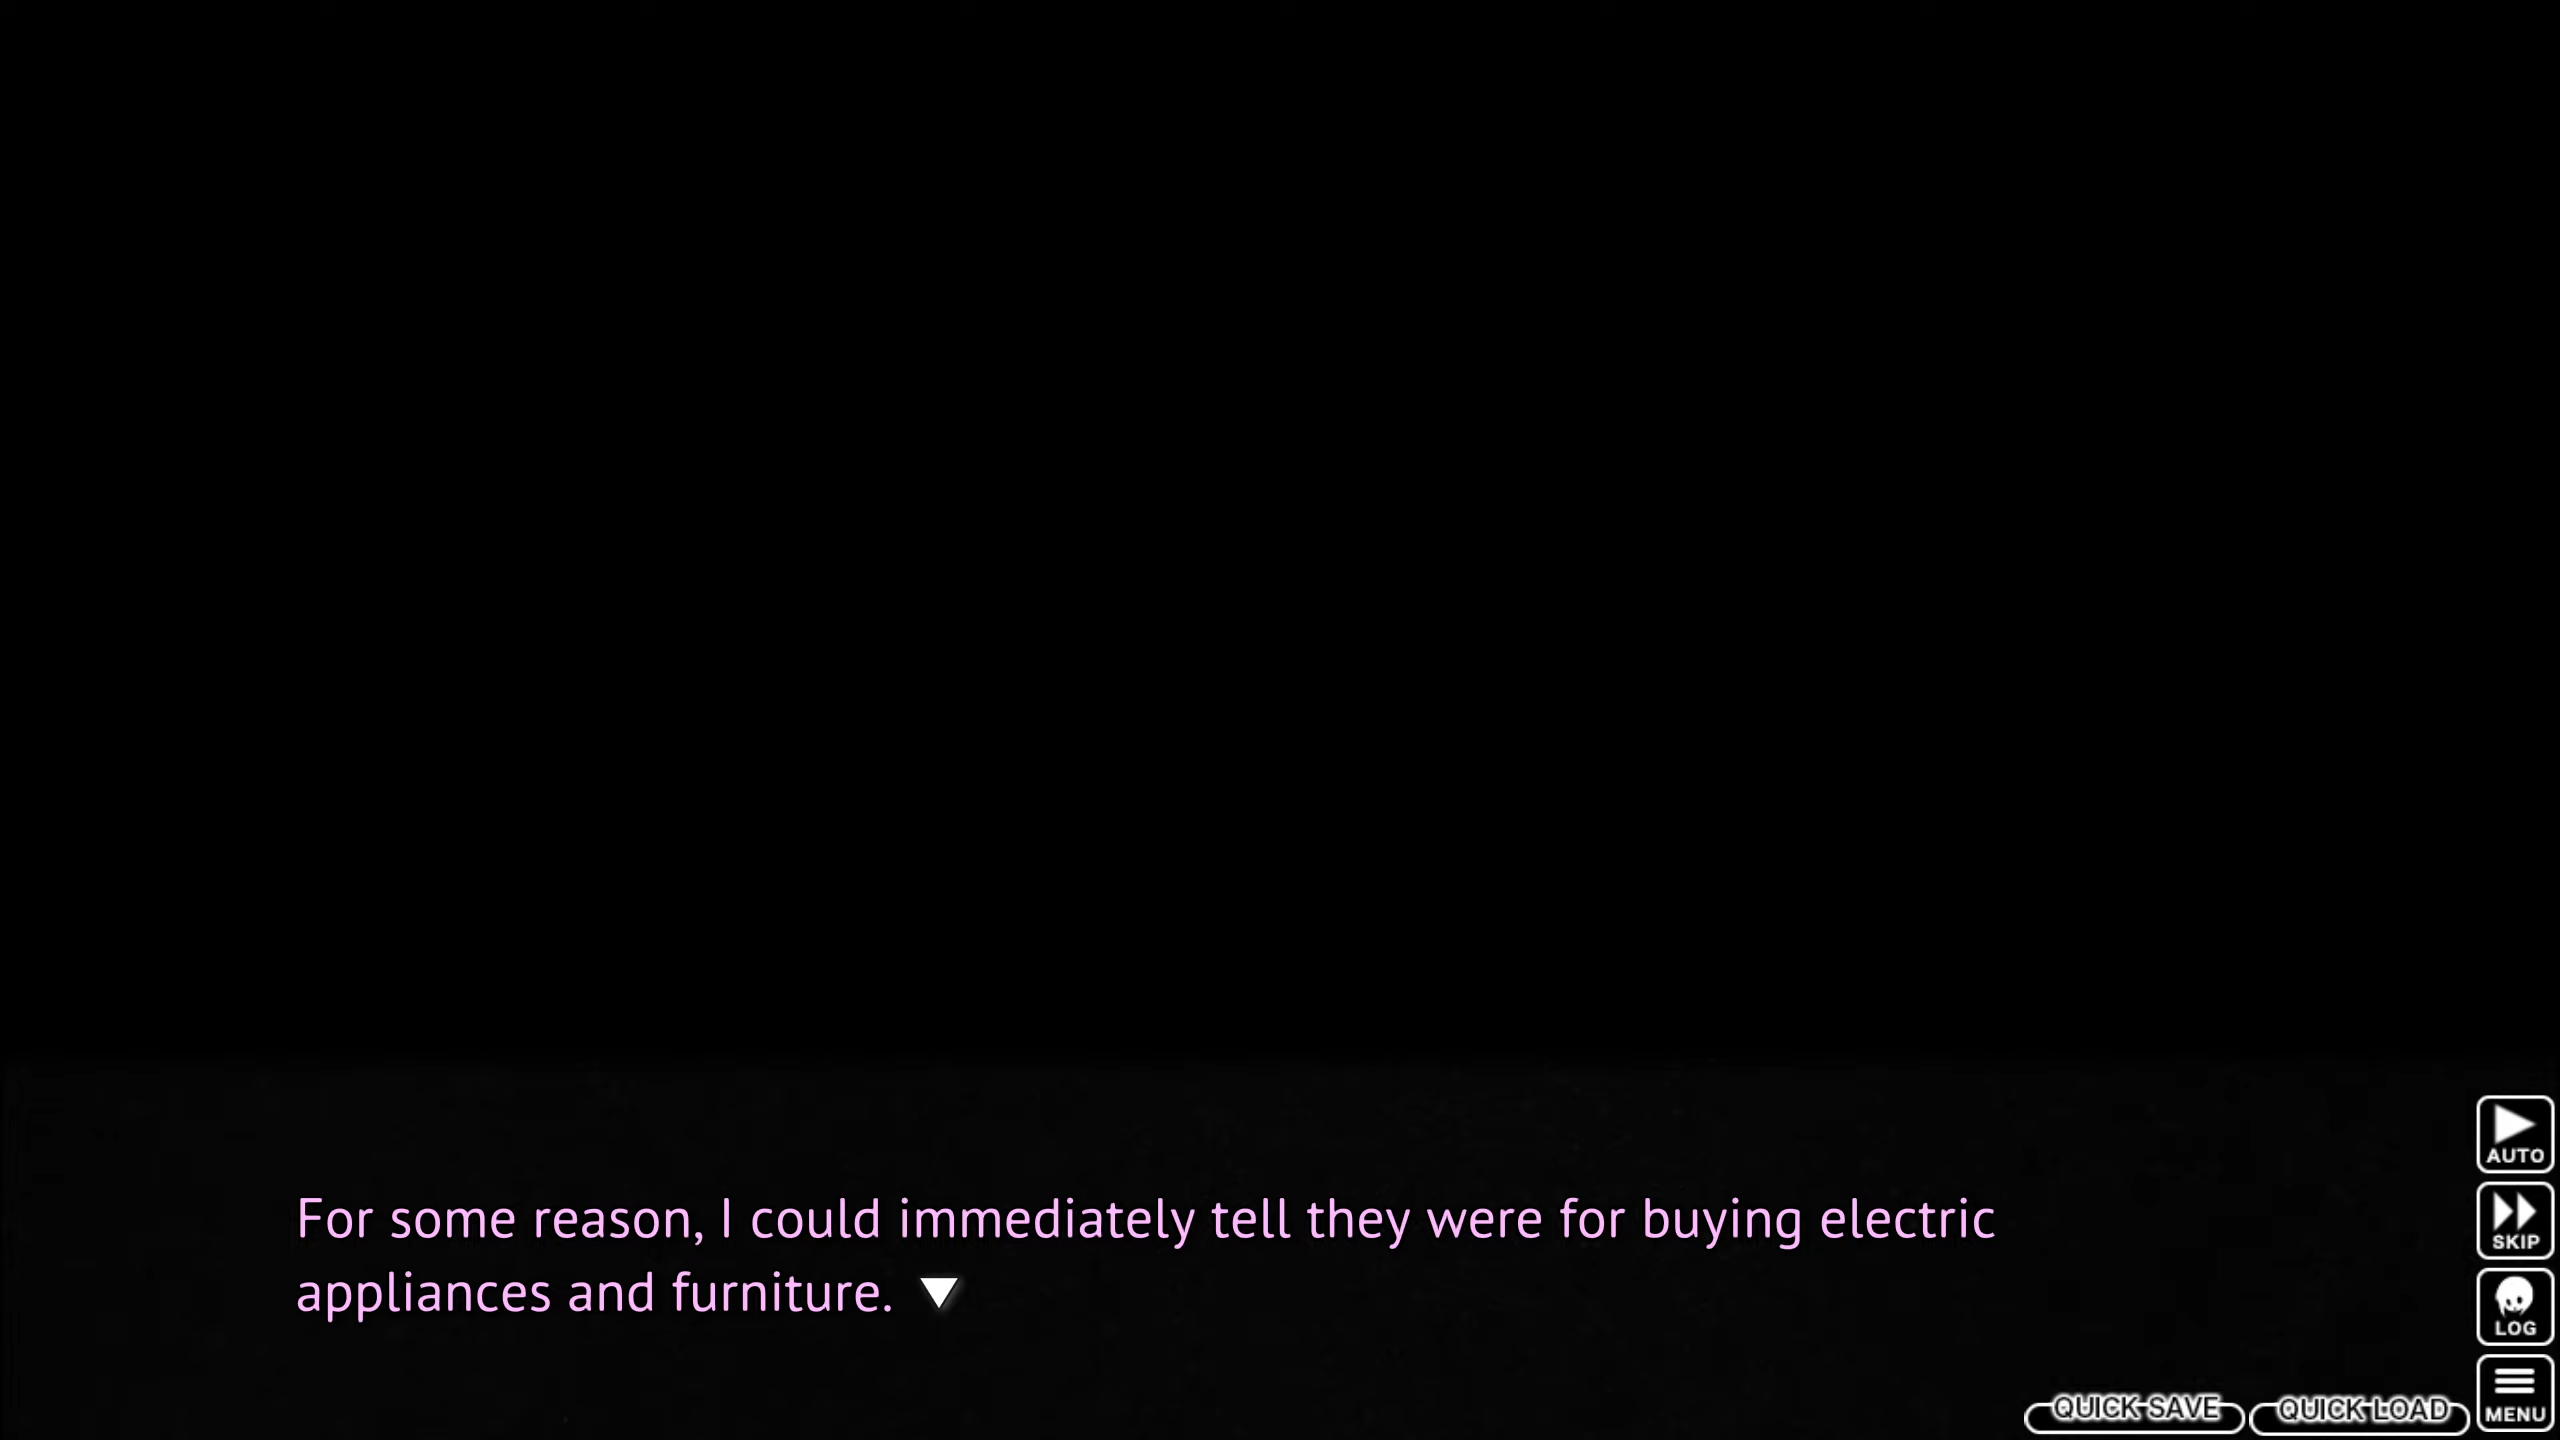 For some reason, I could immediately tell they were for buying electric
appliances and furniture.
AUTO
SKIP
LOG
MENU
QUICK SAVE
QUICK LOAD